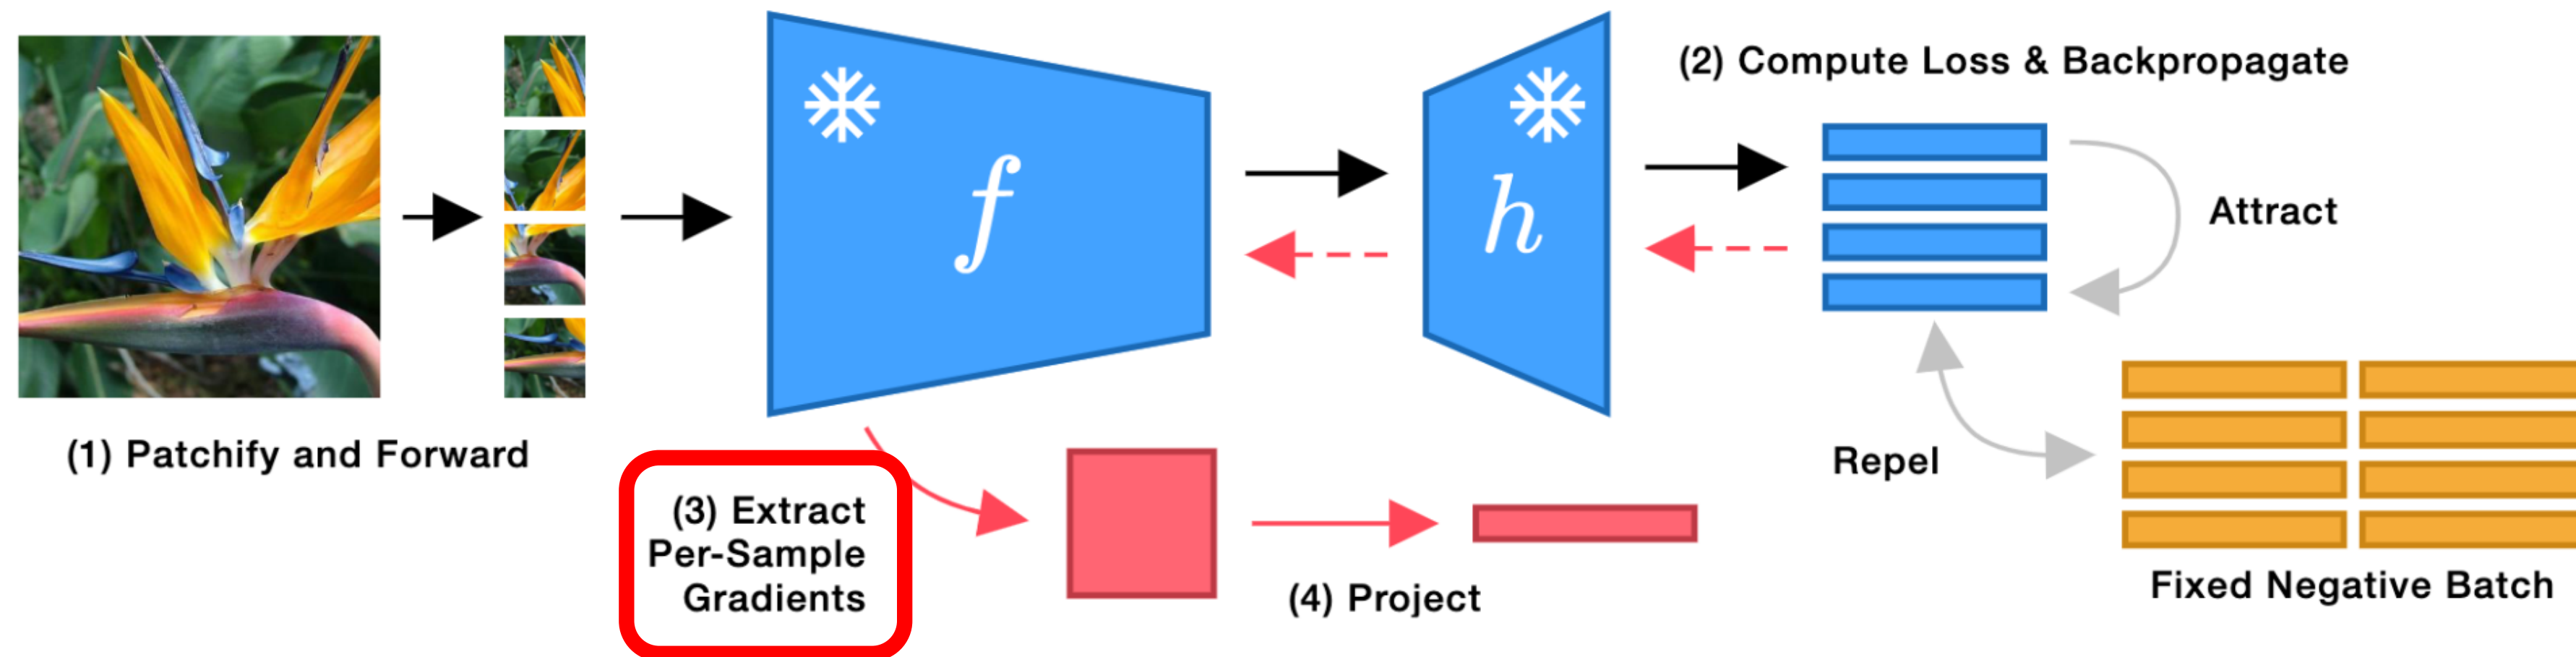 (1) Patchify and Forward
f
h
(2) Compute Loss & Backpropagate
Attract
Repel
Fixed Negative Batch
(3) Extract
Per-Sample
Gradients
(4) Project